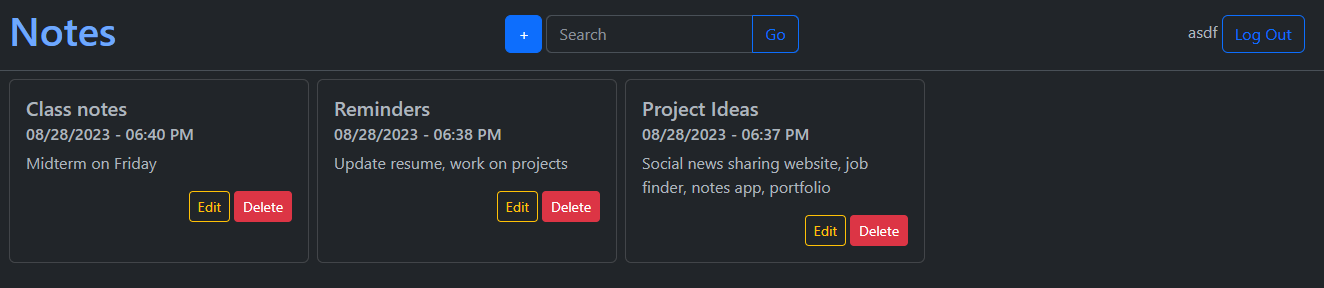 Notes
+ Search Go
asdf Log Out
Class notes
08/28/2023 - 06:40 PM
Midterm on Friday
Edit Delete
Reminders
08/28/2023 - 06:38 PM
Update resume, work on projects
Edit Delete
Project Ideas
08/28/2023 - 06:37 PM
Social news sharing website, job
finder, notes app, portfolio
Edit Delete